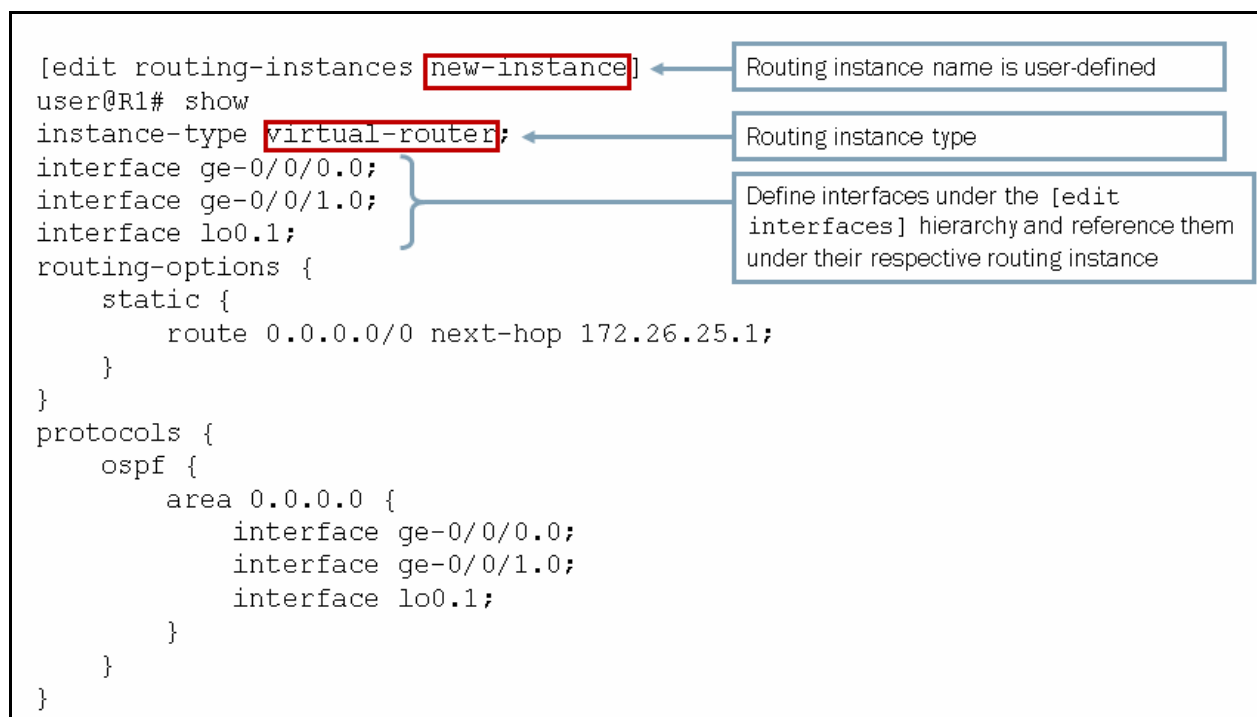 [edit routing-instances new-instance]
Routing instance name is user-defined
user@R1# show
instance-type virtual-router;
Routing instance type
interface ge-0/0/0.0;
interface ge-0/0/1.0;
interface lo0.1;
Define interfaces under the [edit
interfaces] hierarchy and reference them
under their respective routing instance
routing-options {
    static {
        route 0.0.0.0/0 next-hop 172.26.25.1;
    }
}
protocols {
    ospf {
        area 0.0.0.0 {
            interface ge-0/0/0.0;
            interface ge-0/0/1.0;
            interface lo0.1;
        }
    }
}